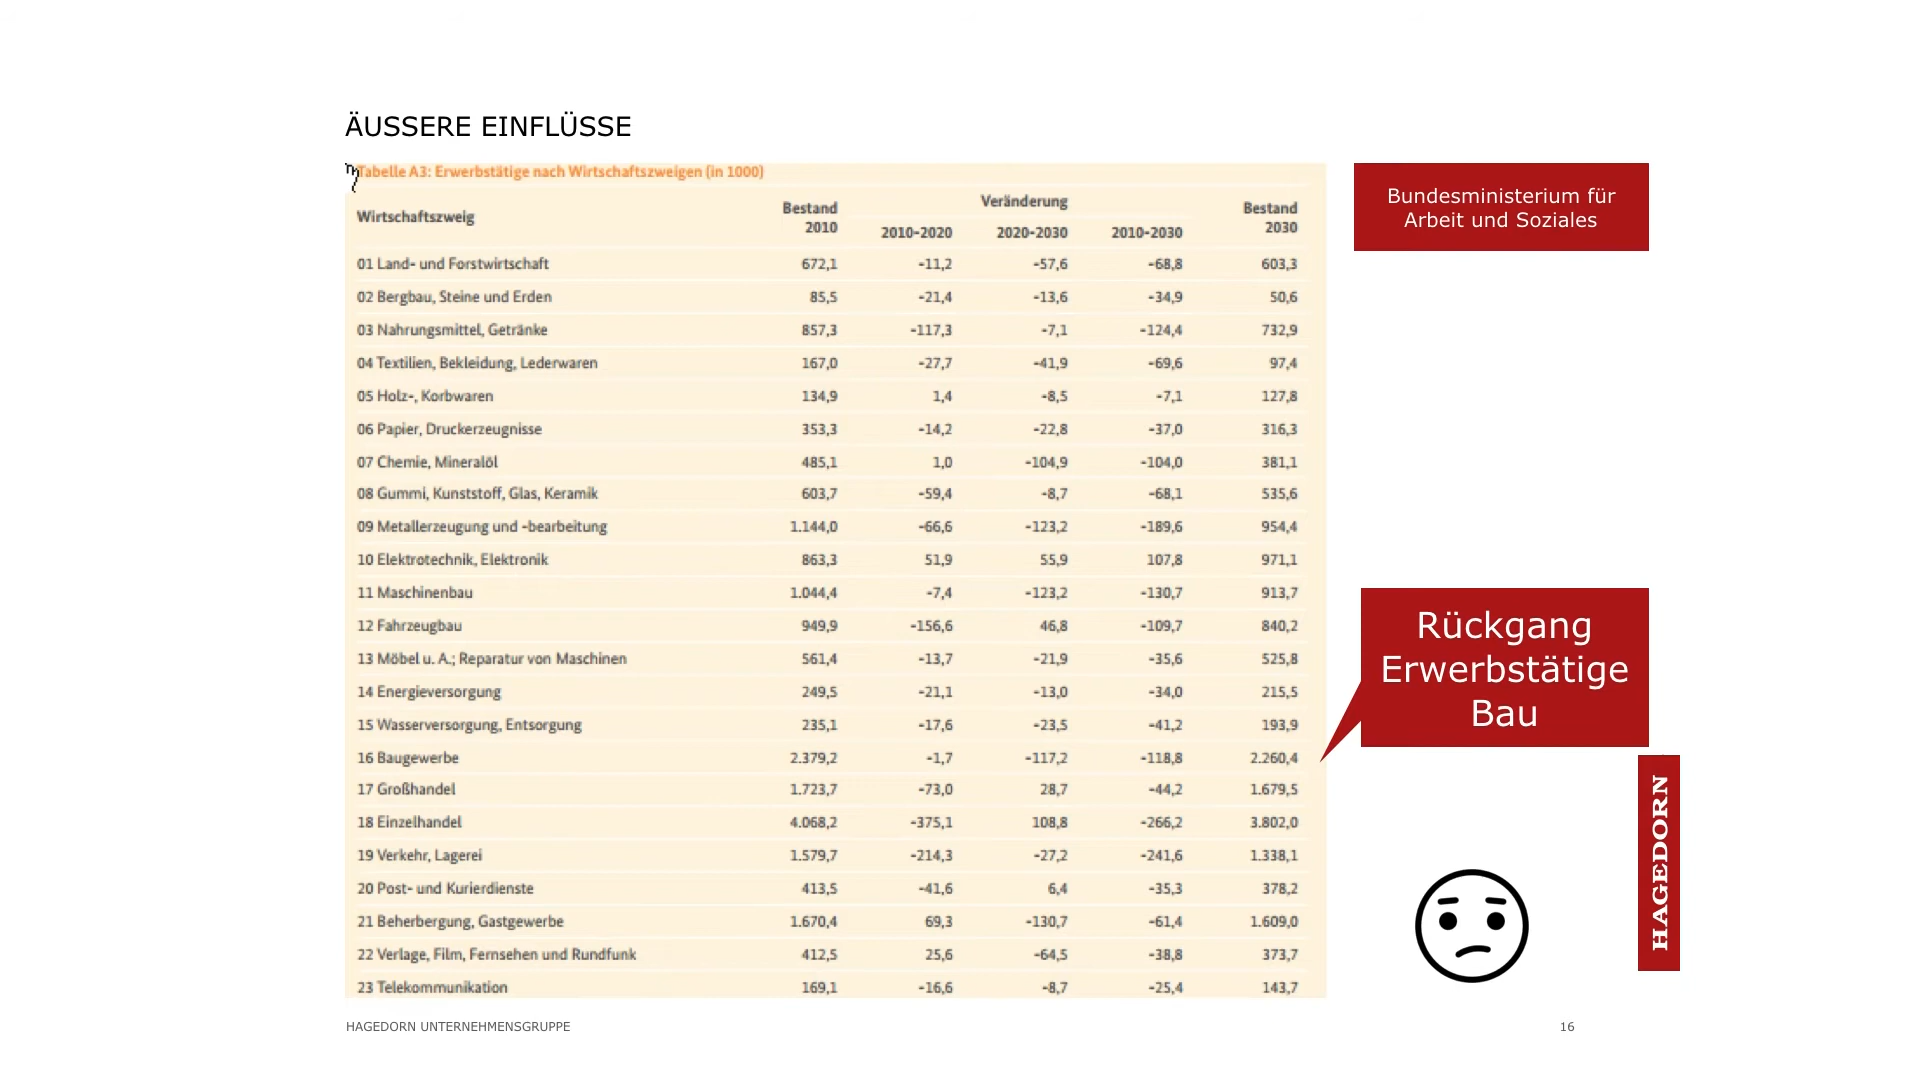 ÄUSSERE EINFLÜSSE
Tabelle A3: Erwerbstätige nach Wirtschaftszweigen (in 1000)
Wirtschaftszweig Bestand 2010 Veränderung 2010-2020 2020-2030 2010-2030 Bestand 2030
01 Land- und Forstwirtschaft 672,1 -11,2 -57,6 -68,8 603,3
02 Bergbau, Steine und Erden 85,5 -21,4 -13,6 -34,9 50,6
03 Nahrungsmittel, Getränke 857,3 -117,3 -7,1 -124,4 732,9
04 Textilien, Bekleidung, Lederwaren 167,0 -27,7 -41,9 -69,6 97,4
05 Holz-, Korbwaren 134,9 1,4 -8,5 -7,1 127,8
06 Papier, Druckerzeugnisse 353,3 -14,2 -22,8 -37,0 316,3
07 Chemie, Mineralöl 485,1 1,0 -104,9 -104,0 381,1
08 Gummi, Kunststoff, Glas, Keramik 603,7 -59,4 -8,7 -68,1 535,6
09 Metallerzeugung und -bearbeitung 1.144,0 -66,6 -123,2 -189,6 954,4
10 Elektrotechnik, Elektronik 863,3 51,9 55,9 107,8 971,1
11 Maschinenbau 1.044,4 -7,4 -123,2 -130,7 913,7
12 Fahrzeugbau 949,9 -156,6 46,8 -109,7 840,2
13 Möbel u. A.; Reparatur von Maschinen 561,4 -13,7 -21,9 -35,6 525,8
14 Energieversorgung 249,5 -21,1 -13,0 -34,0 215,5
15 Wasserversorgung, Entsorgung 235,1 -17,6 -23,5 -41,2 193,9
16 Baugewerbe 2.379,2 -1,7 -117,2 -118,8 2.260,4
17 Großhandel 1.723,7 -73,0 28,7 -44,2 1.679,5
18 Einzelhandel 4.068,2 -375,1 108,8 -266,2 3.802,0
19 Verkehr, Lagerei 1.579,7 -214,3 -27,2 -241,6 1.338,1
20 Post- und Kurierdienste 413,5 -41,6 6,4 -35,3 378,2
21 Beherbergung, Gastgewerbe 1.670,4 69,3 -130,7 -61,4 1.609,0
22 Verlage, Film, Fernsehen und Rundfunk 412,5 25,6 -64,5 -38,8 373,7
23 Telekommunikation 169,1 -16,6 -8,7 -25,4 143,7
Bundesministerium für
Arbeit und Soziales
Rückgang
Erwerbstätige
Bau
HAGEDORN
HAGEDORN UNTERNEHMENSGRUPPE
16